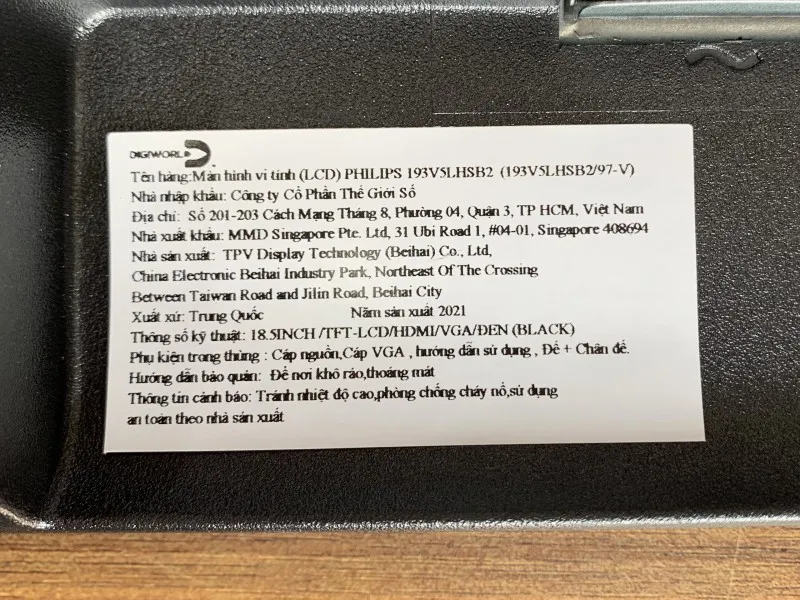 DIGIWORLD
Tên hàng:Màn hình vi tính (LCD) PHILIPS 193V5LHSB2 (193V5LHSB2/97-V)
Nhà nhập khẩu: Công ty Cổ Phần Thế Giới Số
Địa chỉ: Số 201-203 Cách Mạng Tháng 8, Phường 04, Quận 3, TP HCM, Việt Nam
Nhà xuất khẩu: MMD Singapore Pte. Ltd, 31 Ubi Road 1, #04-01, Singapore 408694
Nhà sản xuất: TPV Display Technology (Beihai) Co., Ltd,
China Electronic Beihai Industry Park, Northeast Of The Crossing
Between Taiwan Road and Jilin Road, Beihai City
Xuất xứ: Trung Quốc Năm sản xuất 2021
Thông số kỹ thuật: 18.5INCH /TFT-LCD/HDMI/VGA/ĐEN (BLACK)
Phụ kiện trong thùng : Cáp nguồn,Cáp VGA , hướng dẫn sử dụng , Đế + Chân đế.
Hướng dẫn bảo quản: Để nơi khô ráo,thoáng mát
Thông tin cảnh báo: Tránh nhiệt độ cao,phòng chống cháy nổ,sử dụng
an toàn theo nhà sản xuất